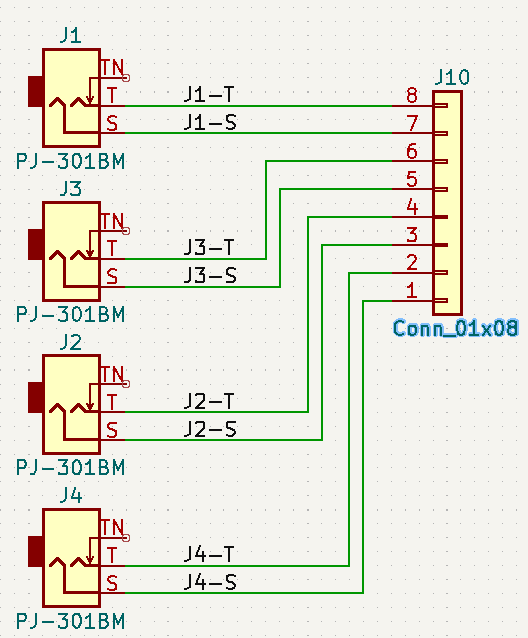 J1
TN
T
S
PJ-301BM
J1-T
J1-S
J3
TN
T
S
PJ-301BM
J3-T
J3-S
J2
TN
T
S
PJ-301BM
J2-T
J2-S
J4
TN
T
S
PJ-301BM
J4-T
J4-S
J10
8
7
6
5
4
3
2
1
Conn_01x08